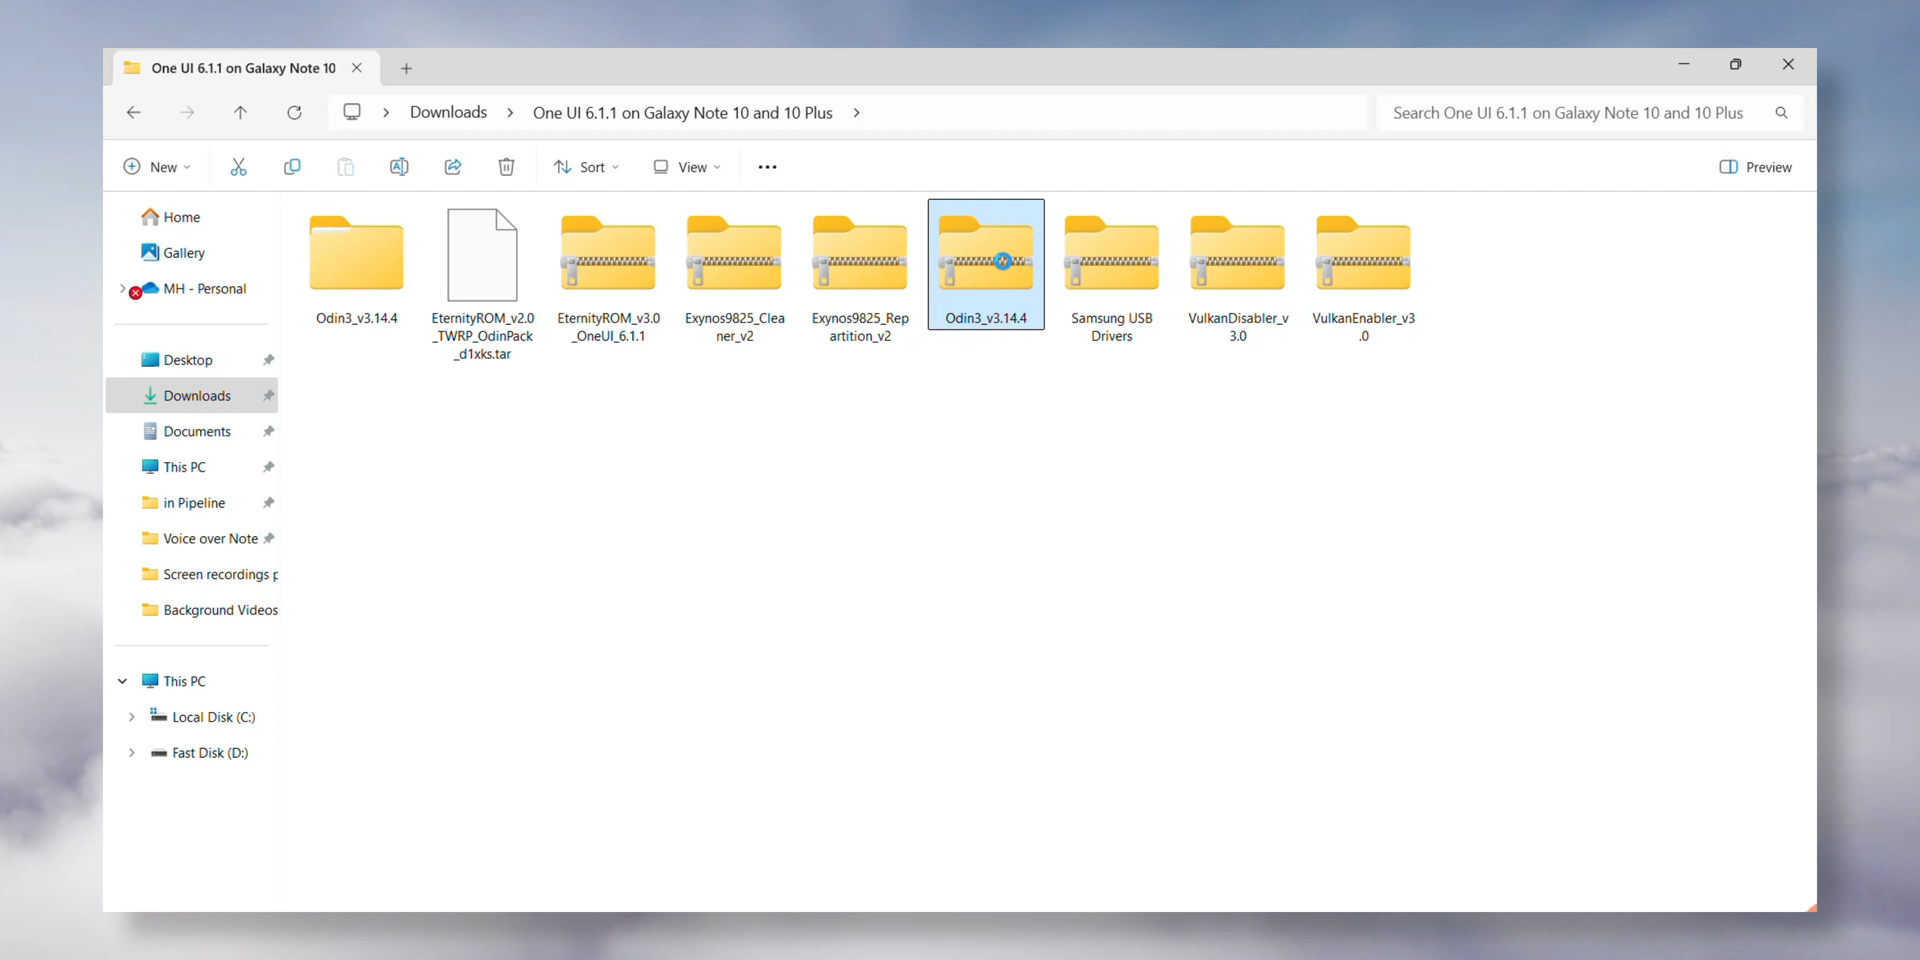 One UI 6.1.1 on Galaxy Note 10
Downloads
One UI 6.1.1 on Galaxy Note 10 and 10 Plus
Search One UI 6.1.1 on Galaxy Note 10 and 10 Plus
New
Sort
View
Preview
Home
Gallery
MH - Personal
Desktop
Downloads
Documents
This PC
in Pipeline
Voice over Note
Screen recordings p
Background Videos
This PC
Local Disk (C:)
Fast Disk (D:)
Odin3_v3.14.4
EternityROM_v2.0
_TWRP_OdinPack
_d1xks.tar
EternityROM_v3.0
_OneUI_6.1.1
Exynos9825_Clea
ner_v2
Exynos9825_Rep
artition_v2
Odin3_v3.14.4
Samsung USB
Drivers
VulkanDisabler_v
3.0
VulkanEnabler_v3
.0